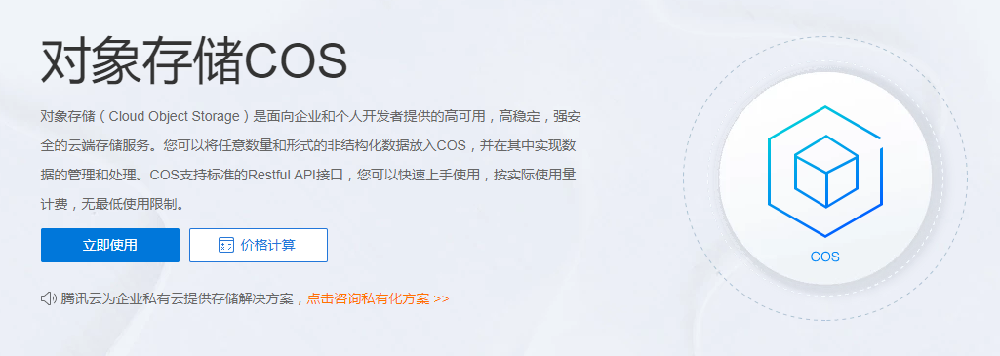 对象存储COS
对象存储（Cloud Object Storage）是面向企业和个人开发者提供的高可用，高稳定，强安
全的云端存储服务。您可以将任意数量和形式的非结构化数据放入COS，并在其中实现数
据的管理和处理。COS支持标准的Restful API接口，您可以快速上手使用，按实际使用量
计费，无最低使用限制。
立即使用
价格计算
腾讯云为企业私有云提供存储解决方案，点击咨询私有化方案 >>
COS